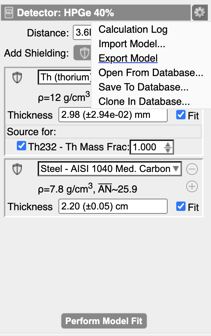 Detector: HPGe 40%
Calculation Log
Import Model...
Export Model
Open From Database...
Save To Database...
Clone In Database...
Distance: 3.6
Add Shielding:
Th (thorium)
ρ=12 g/cm³
Thickness 2.98 (±2.94e-02) mm Fit
Source for:
Th232 - Th Mass Frac: 1.000
Steel - AISI 1040 Med. Carbon
ρ=7.8 g/cm³, AN~25.9
Thickness 2.20 (±0.05) cm Fit
Perform Model Fit